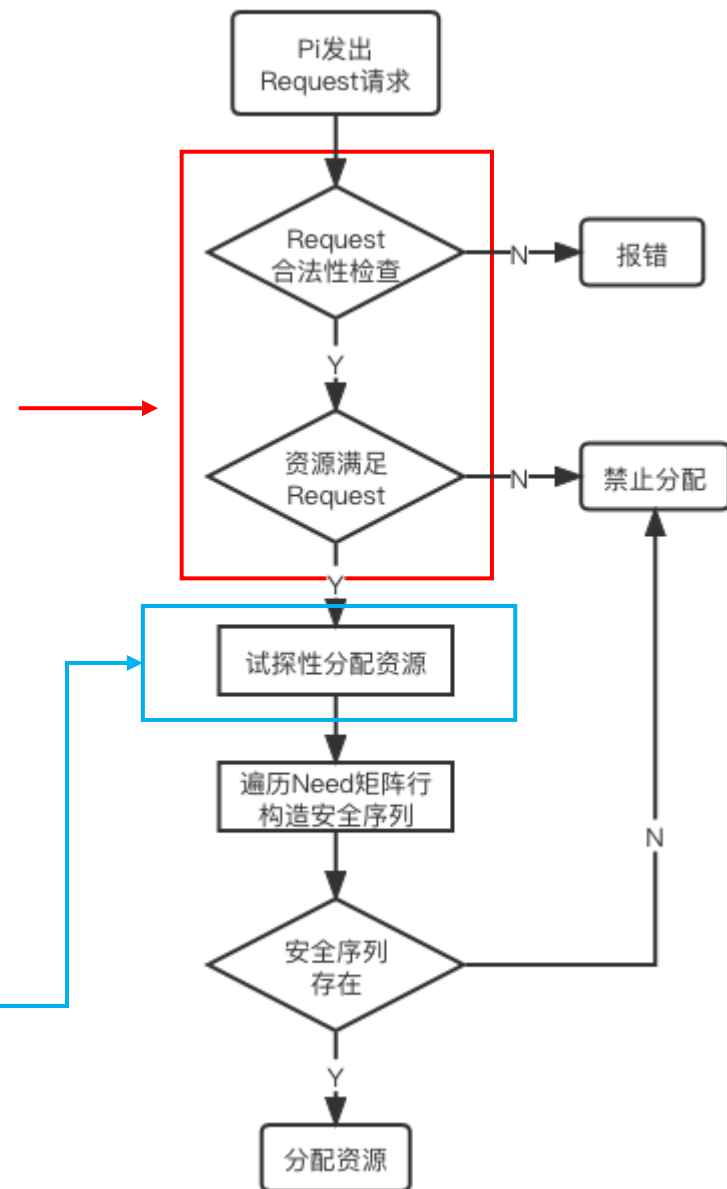 Pi发出
Request请求
Request
合法性检查
N
报错
Y
资源满足
Request
N
禁止分配
Y
试探性分配资源
遍历Need矩阵行
构造安全序列
N
安全序列
存在
Y
分配资源